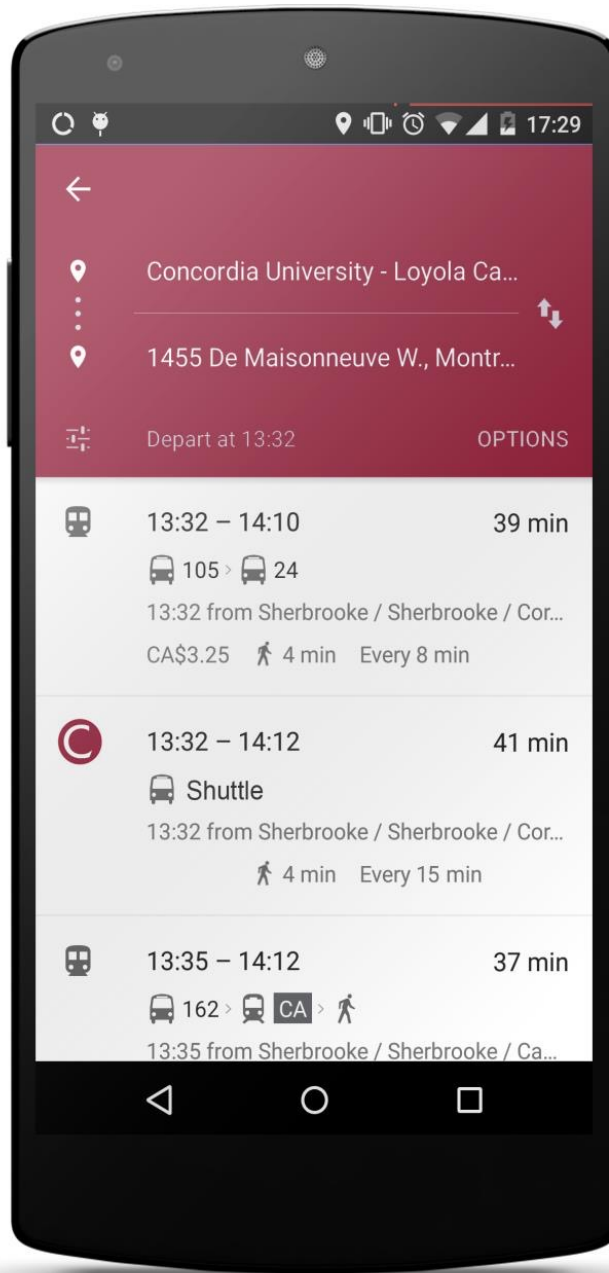 17:29
Concordia University - Loyola Ca...
1455 De Maisonneuve W., Montr...
Depart at 13:32 OPTIONS
13:32 – 14:10 39 min
105 > 24
13:32 from Sherbrooke / Sherbrooke / Cor...
CA$3.25 4 min Every 8 min
C 13:32 – 14:12 41 min
Shuttle
13:32 from Sherbrooke / Sherbrooke / Cor...
4 min Every 15 min
13:35 – 14:12 37 min
162 > CA >
13:35 from Sherbrooke / Sherbrooke / Ca...